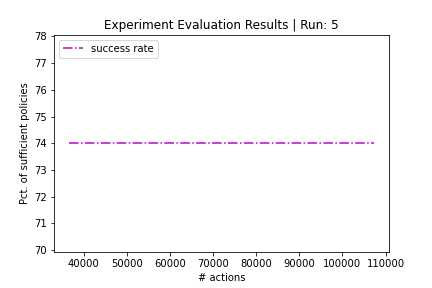 Experiment Evaluation Results | Run: 5
success rate
Pct. of sufficient policies
78
77
76
75
74
73
72
71
70
40000 50000 60000 70000 80000 90000 100000 110000
# actions